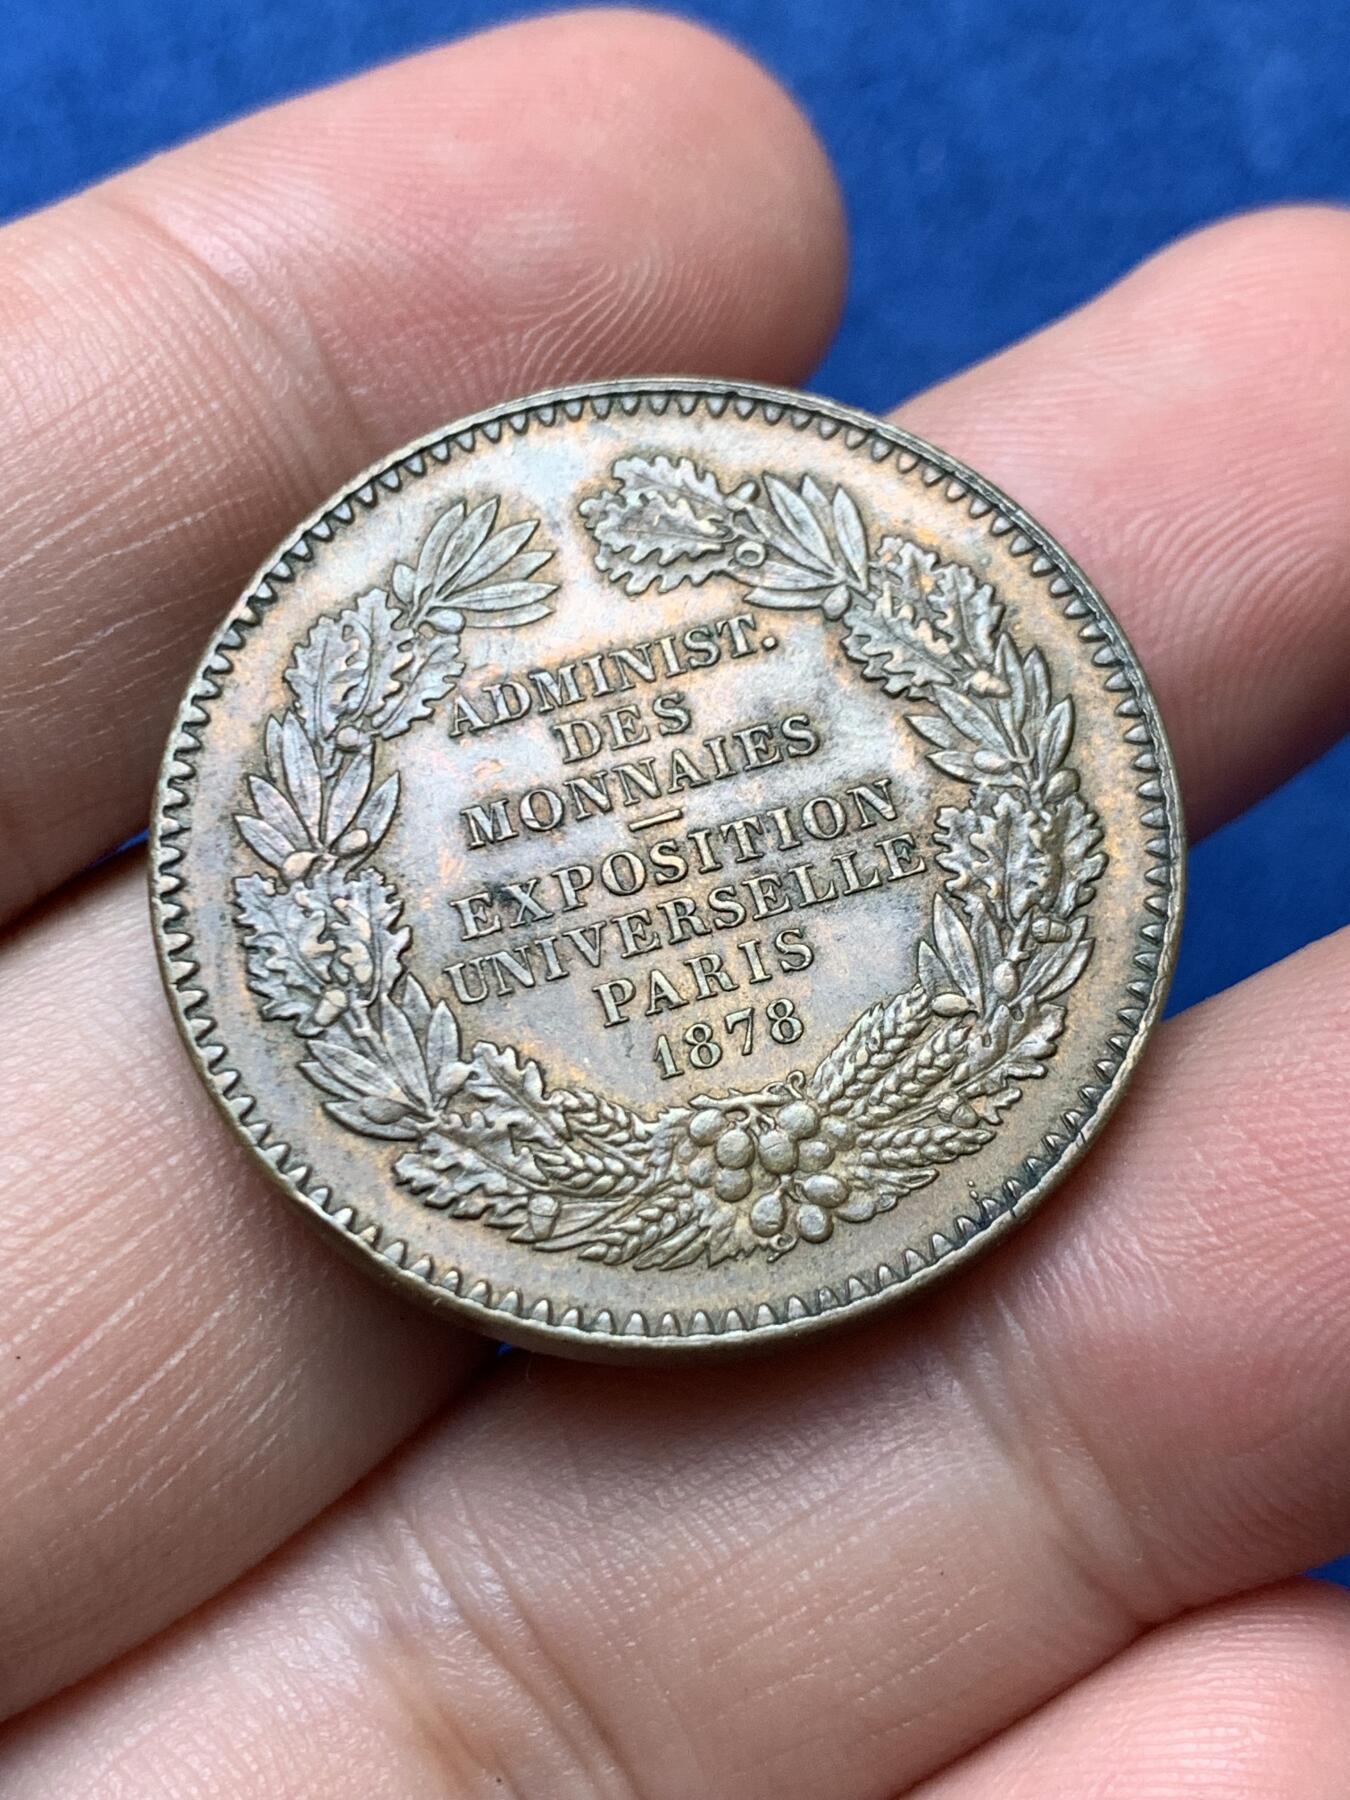 ADMINIST.
DES
MONNAIES
EXPOSITION
UNIVERSELLE
PARIS
1878